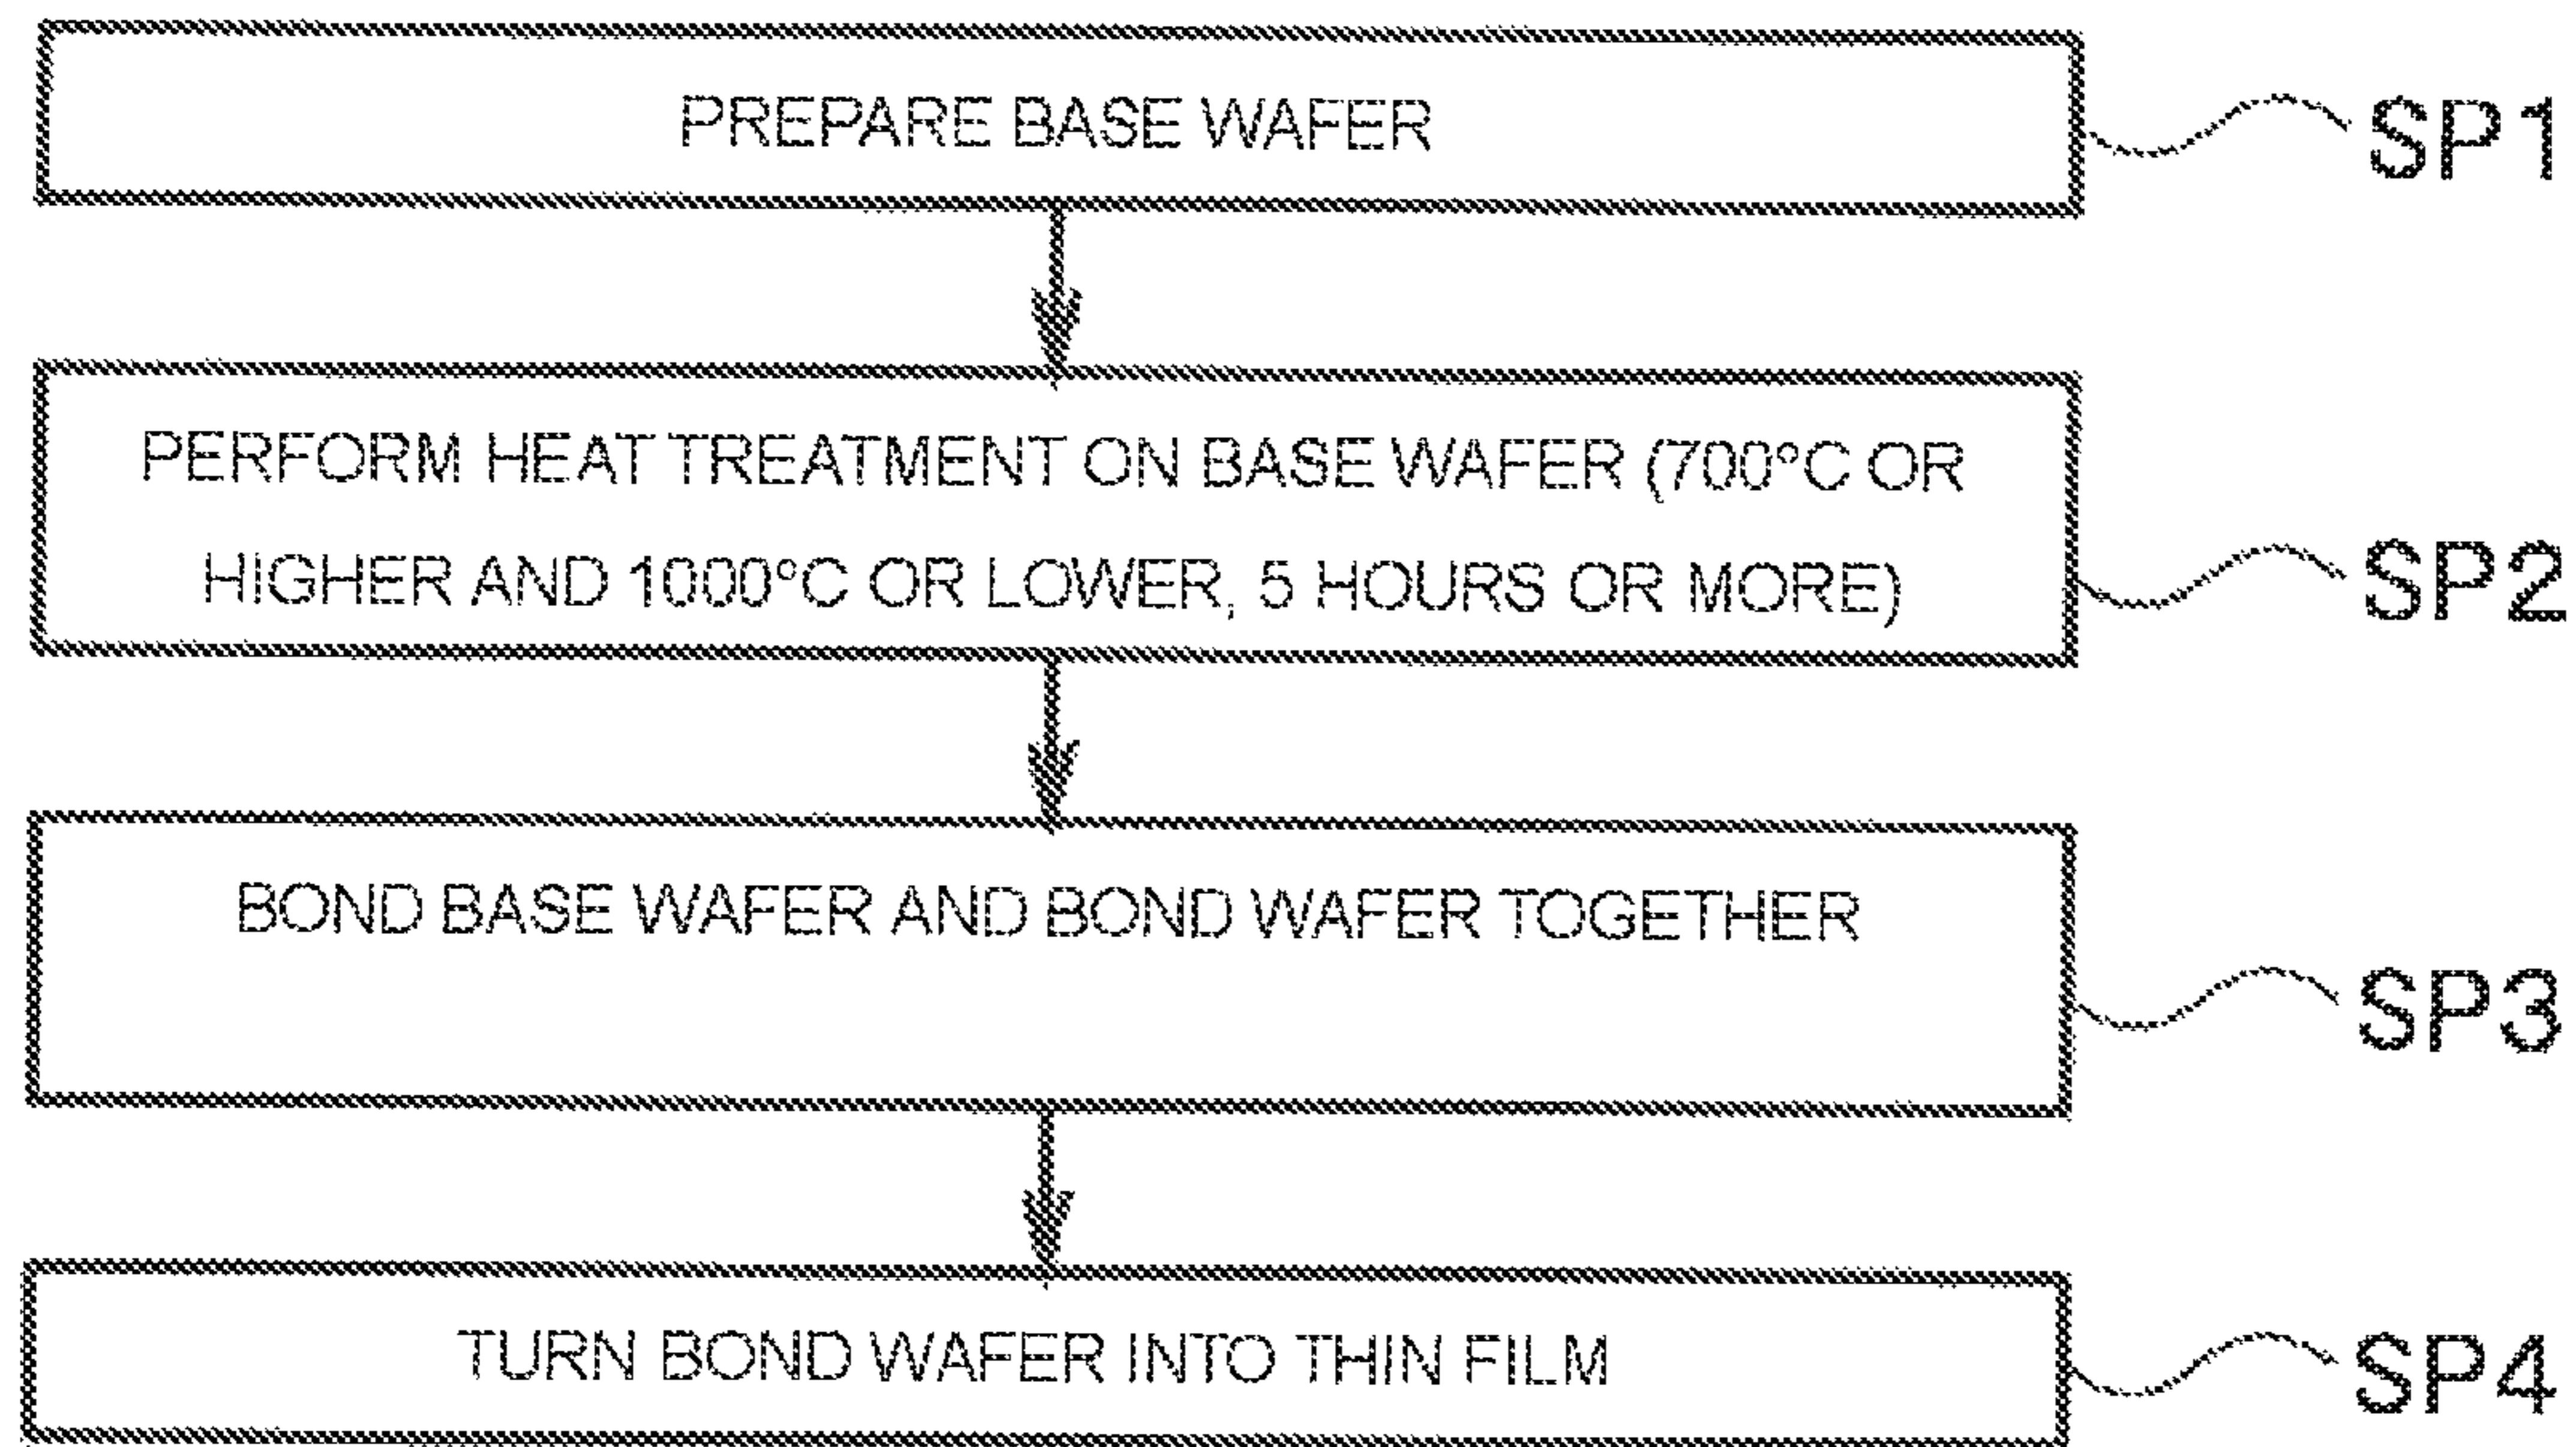 PREPARE BASE WAFER
SP1
PERFORM HEAT TREATMENT ON BASE WAFER (700°C OR
HIGHER AND 1000°C OR LOWER, 5 HOURS OR MORE)
SP2
BOND BASE WAFER AND BOND WAFER TOGETHER
SP3
TURN BOND WAFER INTO THIN FILM
SP4